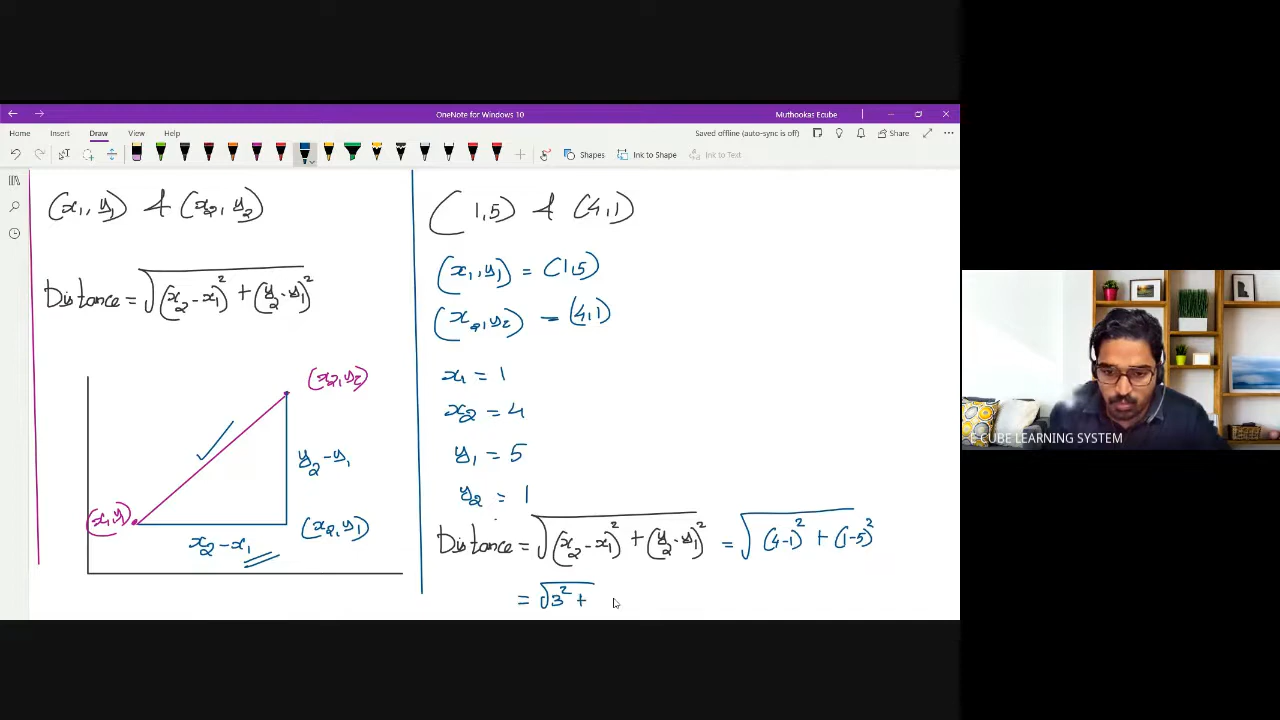 OneNote for Windows 10
Muthookas Ecube
Home Insert Draw View Help
Saved offline (auto-sync is off)
Share
Shapes
Ink to Shape
Ink to Text
(x₁, y₁) & (x₂, y₂)
Distance = √(x₂ - x₁)² + (y₂ - y₁)²
(x₂, y₂)
y₂ - y₁
(x₁, y₁)
(x₂, y₁)
x₂ - x₁
(1,5) & (4,1)
(x₁, y₁) = (1,5)
(x₂, y₂) = (4,1)
x₁ = 1
x₂ = 4
y₁ = 5
y₂ = 1
Distance = √(x₂ - x₁)² + (y₂ - y₁)² = √(4-1)² + (1-5)²
= √3² +
E CUBE LEARNING SYSTEM